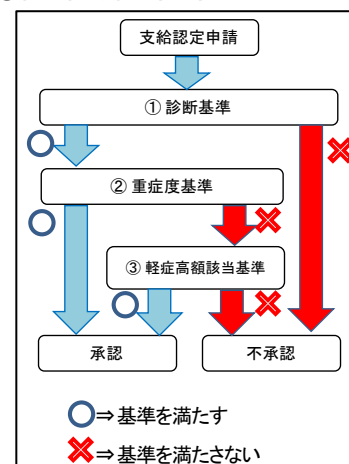 支給認定申請
① 診断基準
② 重症度基準
③ 軽症高額該当基準
承認
不承認
⇒基準を満たす
⇒基準を満たさない